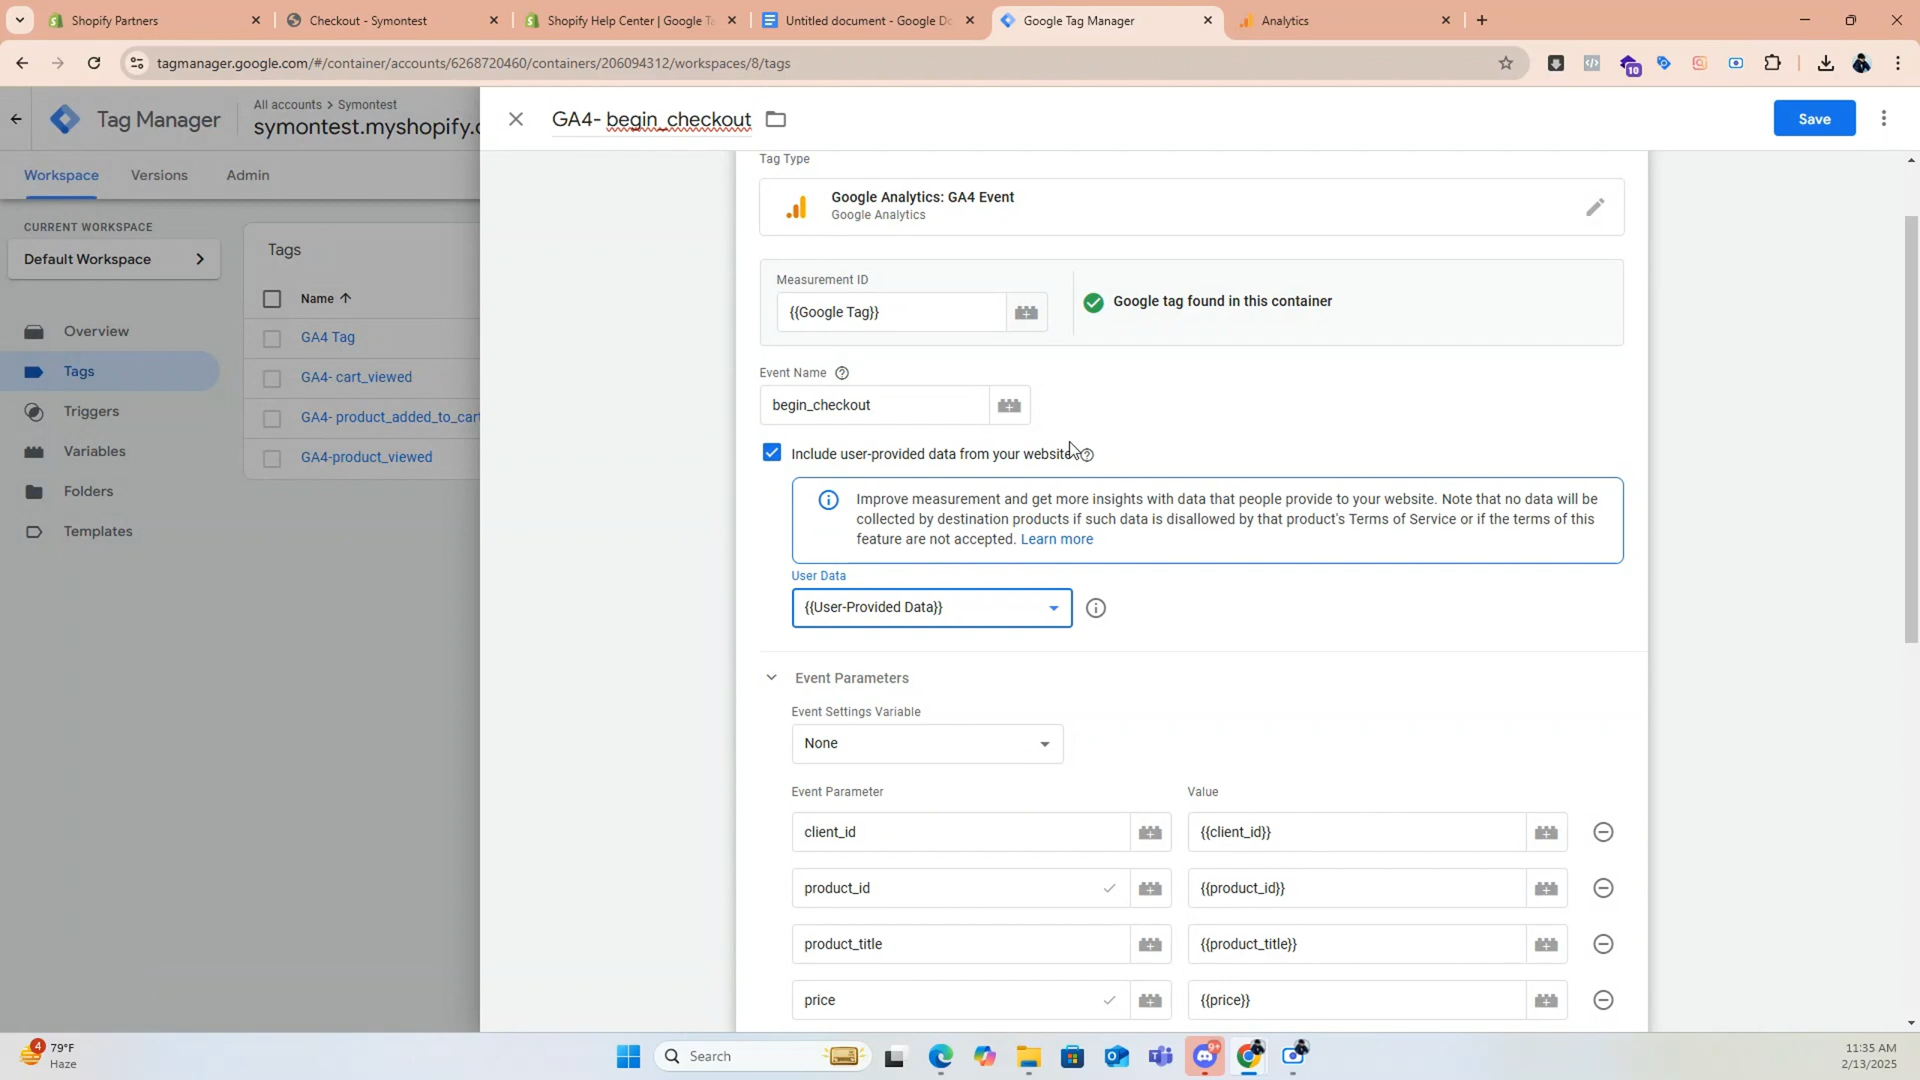 Shopify Partners
Checkout - Symontest
Shopify Help Center | Google Ta
Untitled document - Google Do
Google Tag Manager
Analytics
tagmanager.google.com/#/container/accounts/6268720460/containers/206094312/workspaces/8/tags
10
Tag Manager
All accounts > Symontest
symontest.myshopify.c
GA4- begin_checkout
Save
Workspace
Versions
Admin
CURRENT WORKSPACE
Default Workspace
Overview
Tags
Triggers
Variables
Folders
Templates
Tags
Name
GA4 Tag
GA4- cart_viewed
GA4- product_added_to_cart
GA4-product_viewed
Tag Type
Google Analytics: GA4 Event
Google Analytics
Measurement ID
{{Google Tag}}
Google tag found in this container
Event Name
begin_checkout
Include user-provided data from your website
Improve measurement and get more insights with data that people provide to your website. Note that no data will be
collected by destination products if such data is disallowed by that product's Terms of Service or if the terms of this
feature are not accepted. Learn more
User Data
{{User-Provided Data}}
Event Parameters
Event Settings Variable
None
Event Parameter
Value
client_id
{{client_id}}
product_id
{{product_id}}
product_title
{{product_title}}
price
{{price}}
4
79°F
Haze
Search
9+
11:35 AM
2/13/2025